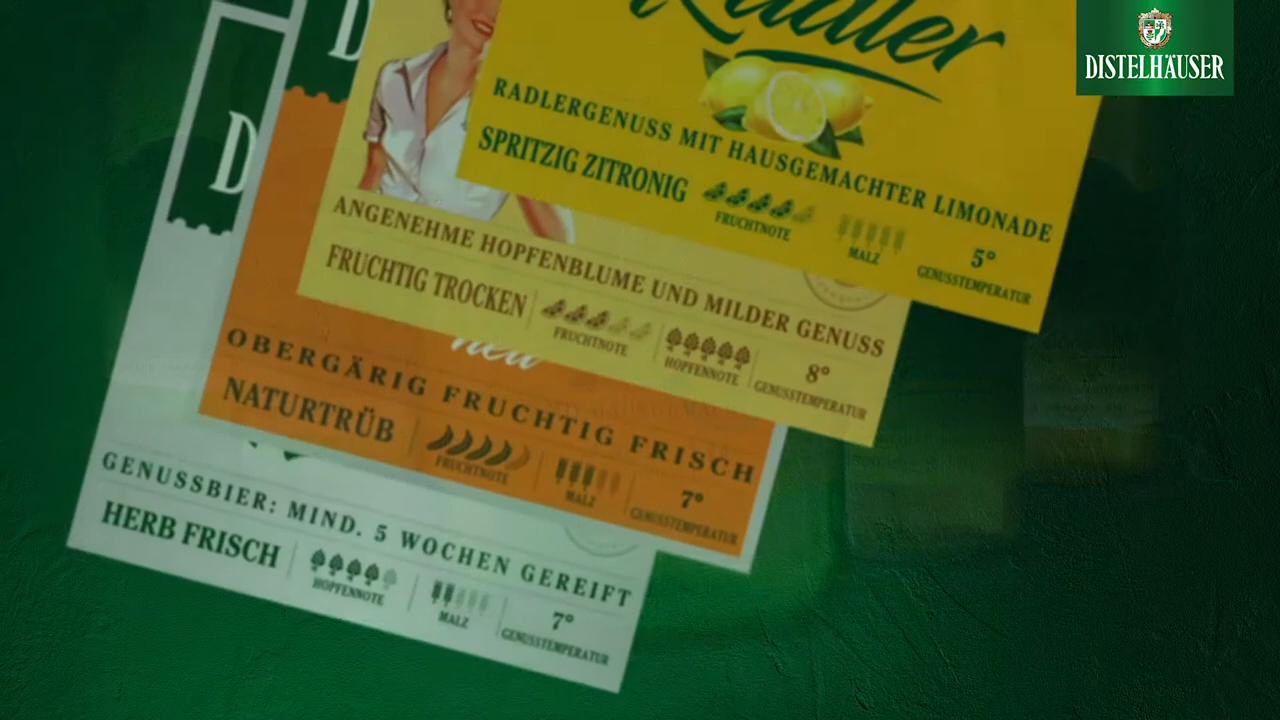 DISTELHÄUSER
Radler
RADLERGENUSS MIT HAUSGEMACHTER LIMONADE
SPRITZIG ZITRONIG
FRUCHTNOTE
MALZ
5°
GENUSSTEMPERATUR
ANGENEHME HOPFENBLUME UND MILDER GENUSS
FRUCHTIG TROCKEN
FRUCHTNOTE
HOPFENNOTE
8°
GENUSSTEMPERATUR
D
neu
OBERGÄRIG FRUCHTIG FRISCH
NATURTRÜB
FRUCHTNOTE
MALZ
7°
GENUSSTEMPERATUR
D
GENUSSBIER: MIND. 5 WOCHEN GEREIFT
HERB FRISCH
HOPFENNOTE
MALZ
7°
GENUSSTEMPERATUR